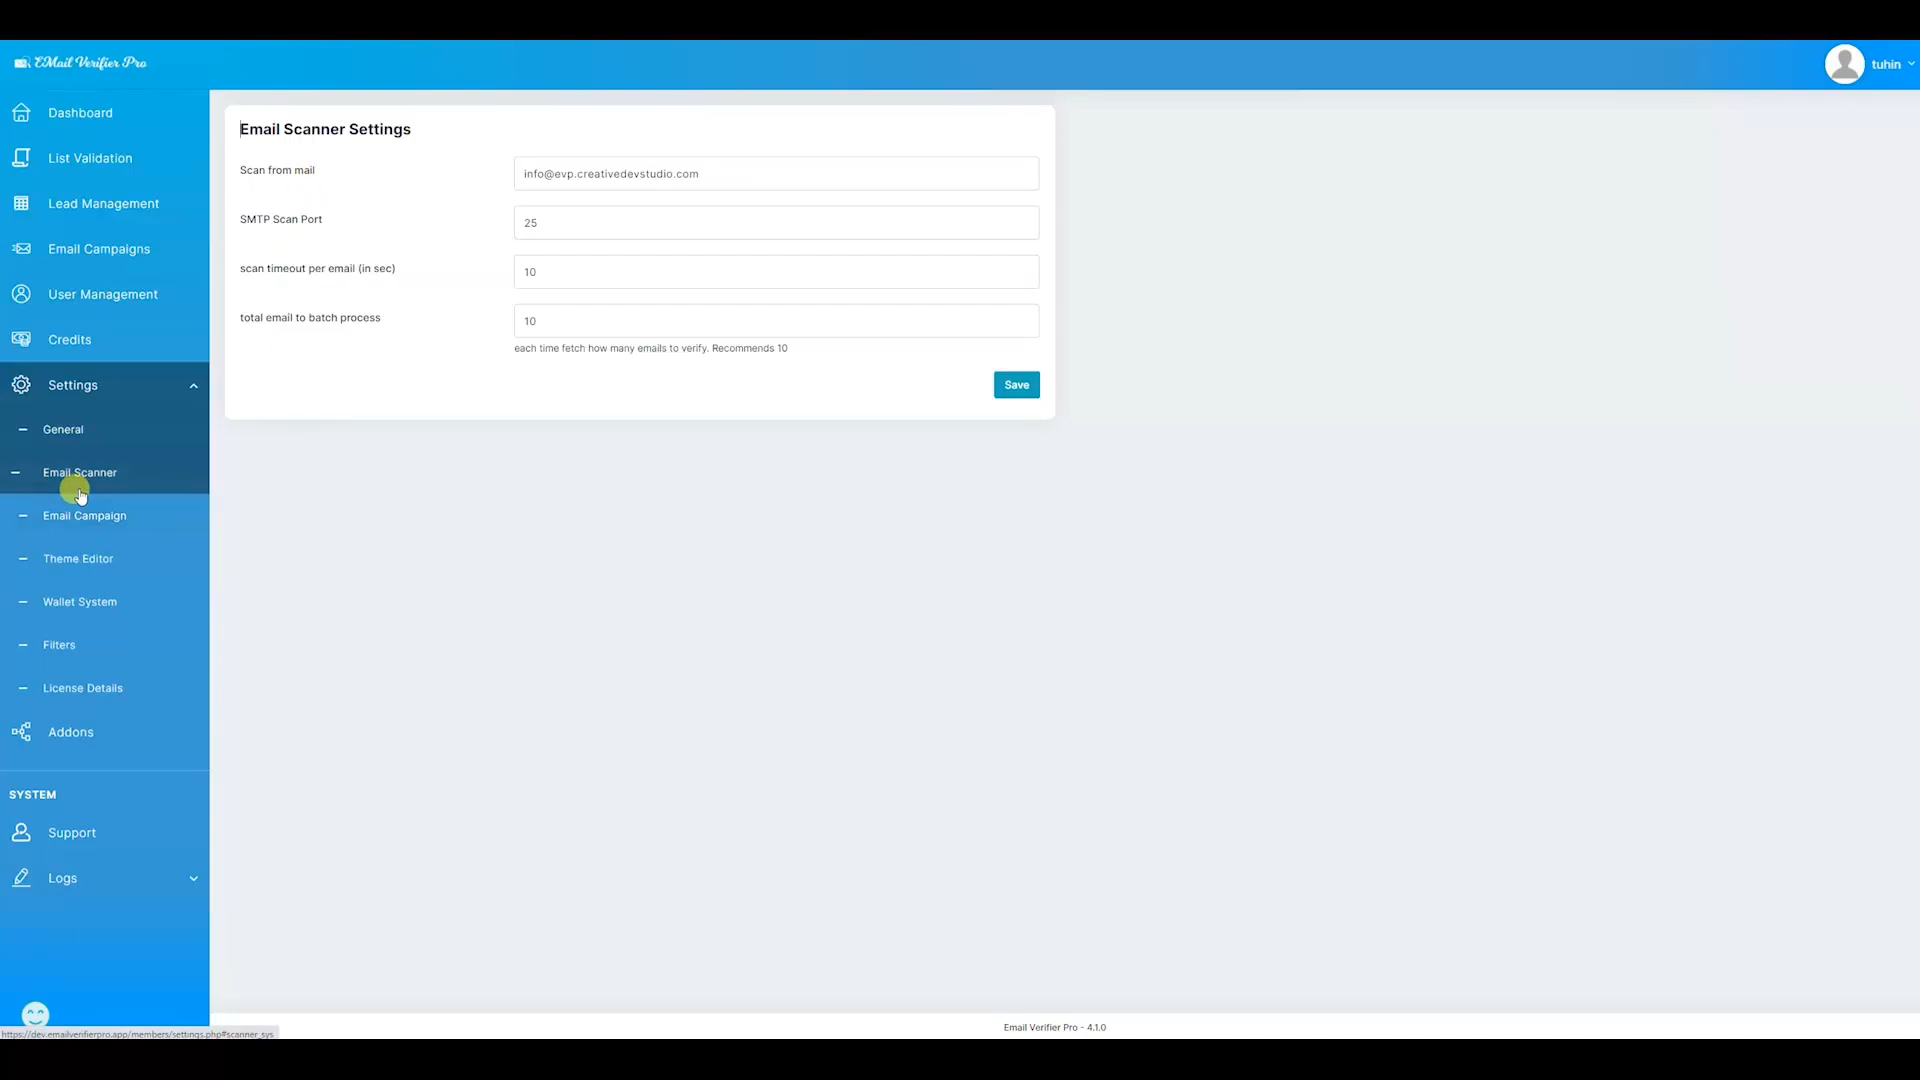 EMail Verifier Pro
tuhin
Dashboard
List Validation
Lead Management
Email Campaigns
User Management
Credits
Settings
General
Email Scanner
Email Campaign
Theme Editor
Wallet System
Filters
License Details
Addons
SYSTEM
Support
Logs
Email Scanner Settings
Scan from mail
info@evp.creativedevstudio.com
SMTP Scan Port
25
scan timeout per email (in sec)
10
total email to batch process
10
each time fetch how many emails to verify. Recommends 10
Save
https://dev.emailverifierpro.app/members/settings.php#scanner_sys
Email Verifier Pro - 4.1.0